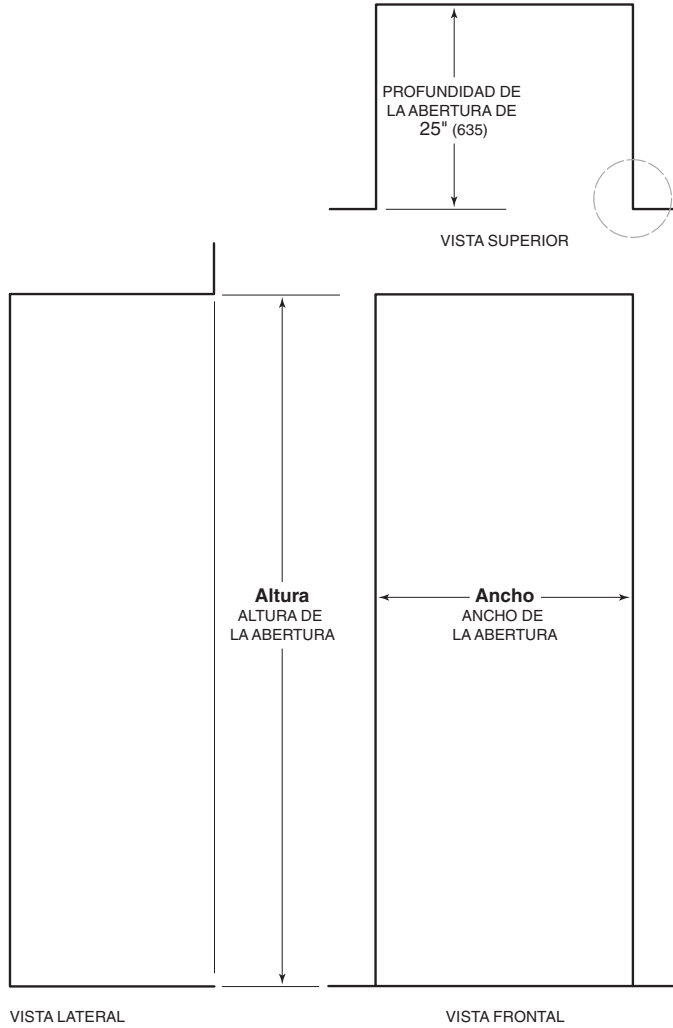 PROFUNDIDAD DE
LA ABERTURA DE
25" (635)
VISTA SUPERIOR
Altura
ALTURA DE
LA ABERTURA
Ancho
ANCHO DE
LA ABERTURA
VISTA LATERAL
VISTA FRONTAL